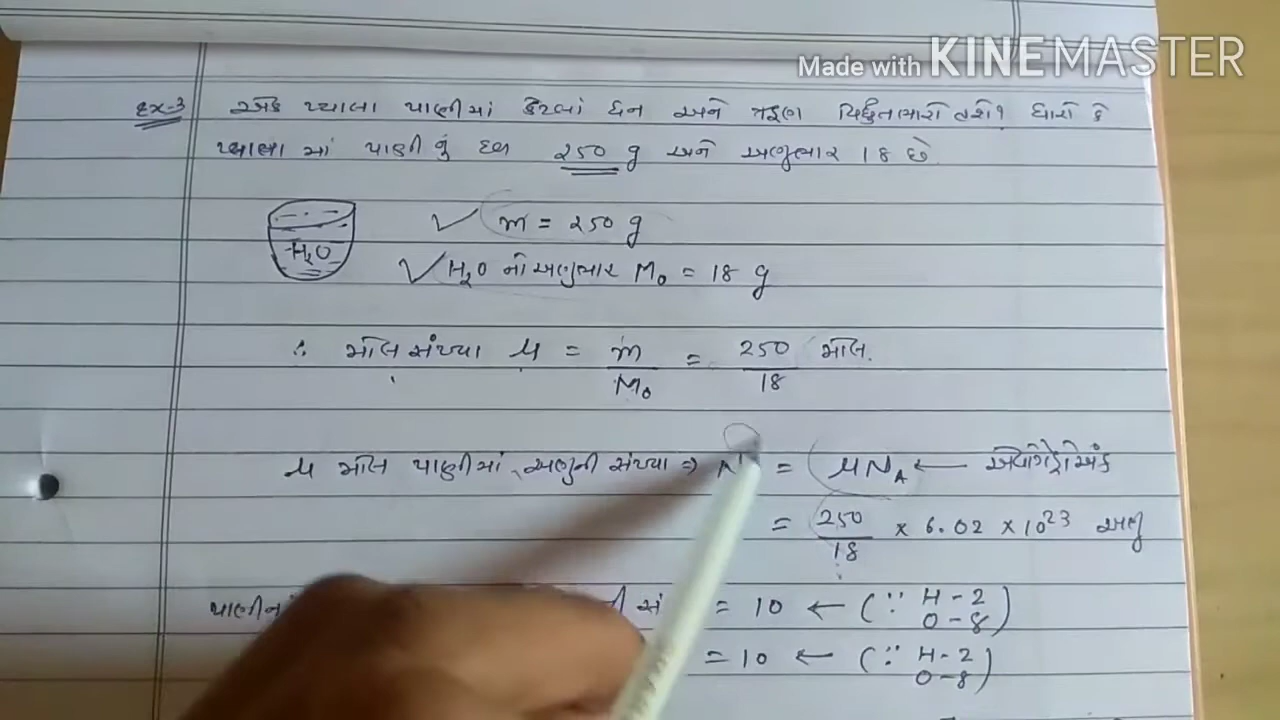 Made with KINEMASTER
Ex-3 એક પ્યાલા પાણીમાં કેટલાં ધન અને ઋણ વિદ્યુતભારો હશે? ધારો કે
પ્યાલા માં પાણી નું દળ 250 g અને અણુભાર 18 છે.
m = 250 g
H₂O
H₂O નો અણુભાર M₀ = 18 g
∴ મોલ સંખ્યા μ = m/M₀ = 250/18 મોલ.
μ મોલ પાણીમાં અણુની સંખ્યા ⇒ N = μNA ← એવોગેડ્રો અંક
= 250/18 × 6.02 × 10²³ અણુ
પાણીન ની સં = 10 ← (∵ H - 2 O - 8)
= 10 ← (∵ H - 2 O - 8)